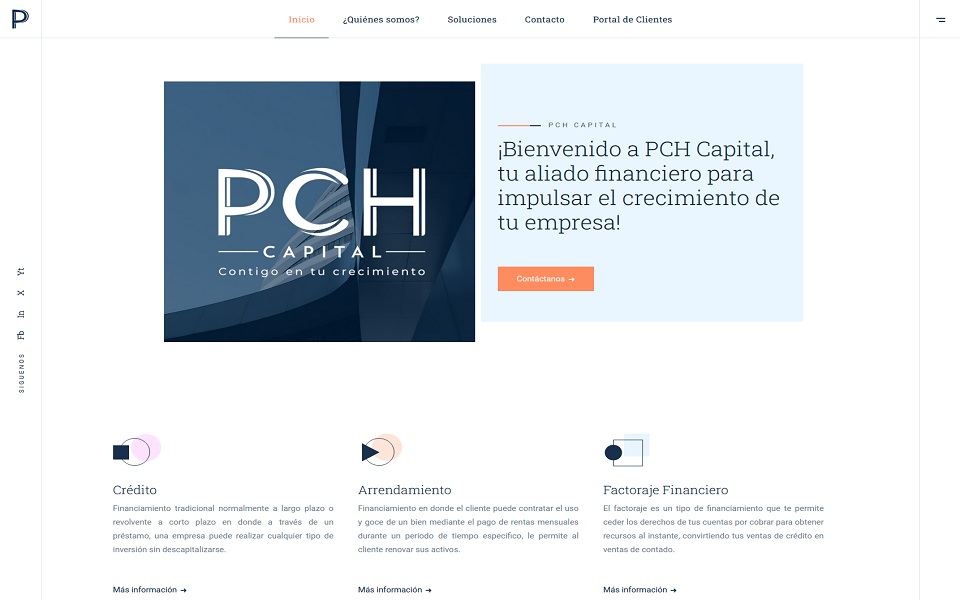 P
Inicio
¿Quiénes somos?
Soluciones
Contacto
Portal de Clientes
PCH
CAPITAL
Contigo en tu crecimiento
PCH CAPITAL
¡Bienvenido a PCH Capital,
tu aliado financiero para
impulsar el crecimiento de
tu empresa!
Contáctanos →
SIGUENOS
Fb
In
X
Yt
Crédito
Financiamiento tradicional normalmente a largo plazo o
revolvente a corto plazo en donde a través de un
préstamo, una empresa puede realizar cualquier tipo de
inversión sin descapitalizarse.
Más información →
Arrendamiento
Financiamiento en donde el cliente puede contratar el uso
y goce de un bien mediante el pago de rentas mensuales
durante un periodo de tiempo específico, le permite al
cliente renovar sus activos.
Más información →
Factoraje Financiero
El factoraje es un tipo de financiamiento que te permite
ceder los derechos de tus cuentas por cobrar para obtener
recursos al instante, convirtiendo tus ventas de crédito en
ventas de contado.
Más información →